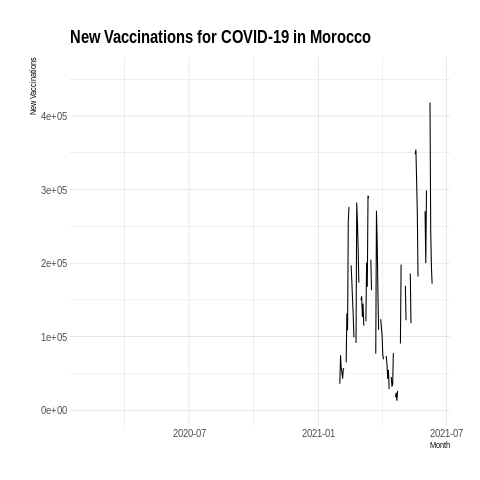 New Vaccinations for COVID-19 in Morocco
New Vaccinations
4e+05
3e+05
2e+05
1e+05
0e+00
2020-07
2021-01
2021-07
Month